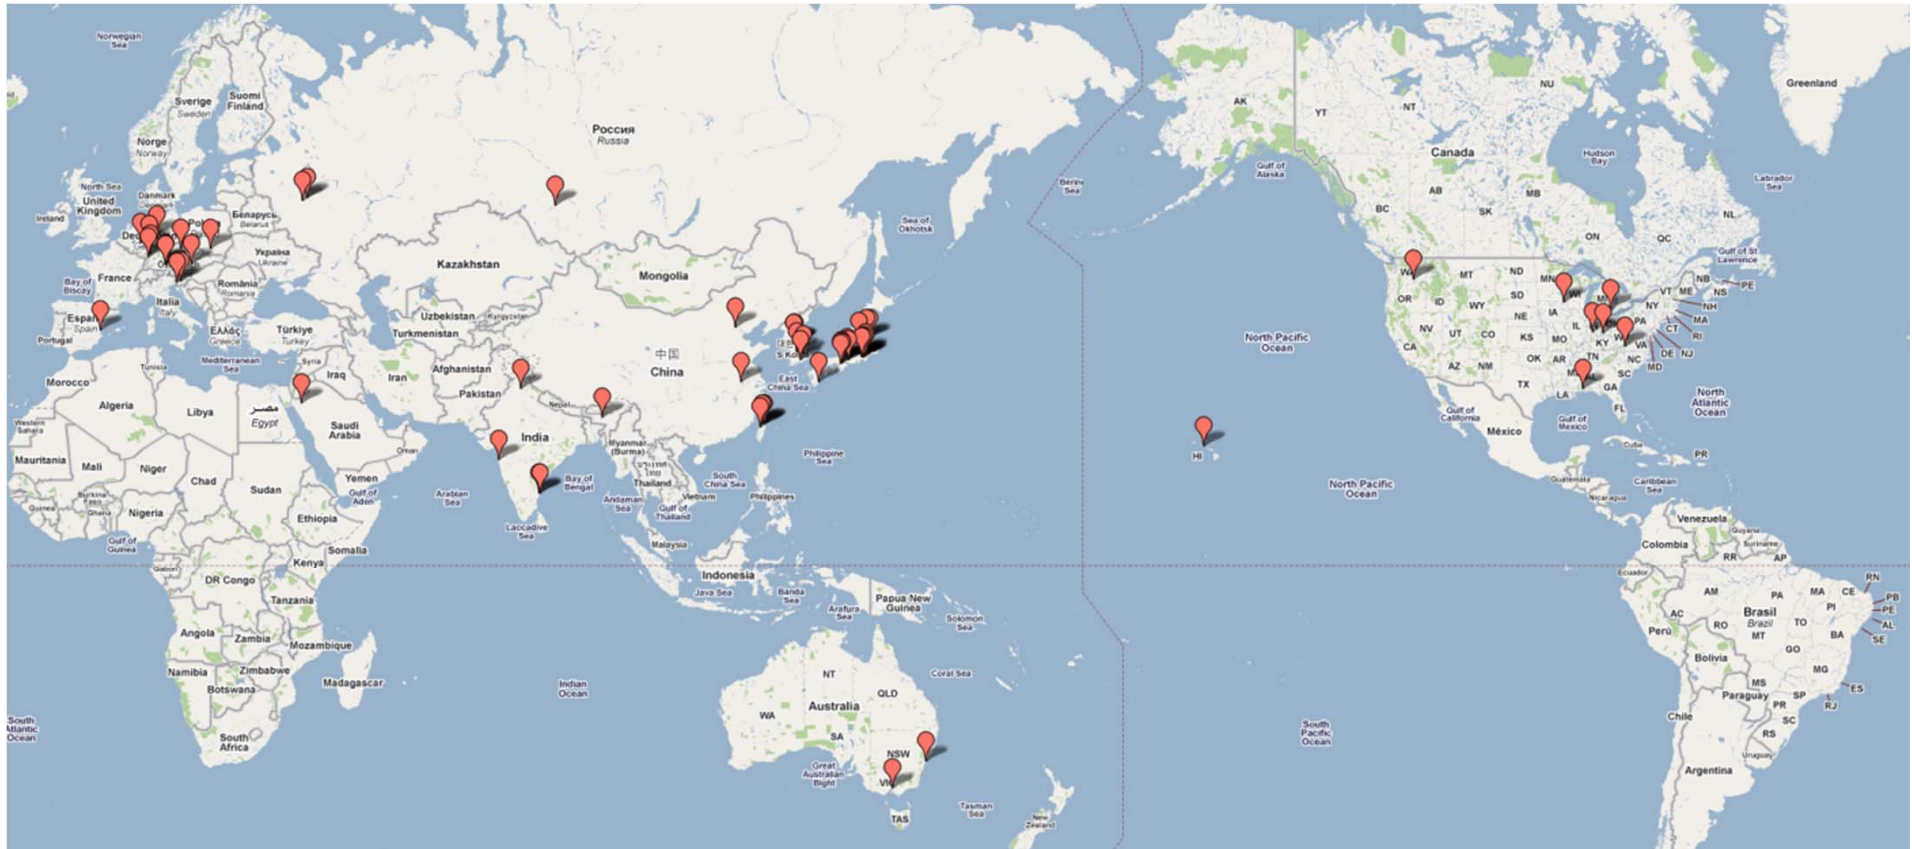 Norwegian
Sea
Greenland
Sverige
Sweden
Suomi
Finland
AK
YT
NT
NU
Россия
Russia
Norge
Norway
Canada
Hudson
Bay
Gulf of
Alaska
Labrador
Sea
North Sea
United
Kingdom
Ireland
Danmark
Беларусь
Belarus
Sea of
Okhotsk
BC
AB
SK
MB
ON
QC
NL
Gulf of St
Lawrence
Україна
Ukraine
Kazakhstan
Mongolia
France
Bay of
Biscay
România
Romania
Italia
Italy
Spain
Portugal
Ελλάς
Greece
Türkiye
Turkey
Uzbekistan
Kyrgyzstan
Turkmenistan
Mediterranean
Sea
MT
ND
MN
WI
OR
ID
WY
SD
IA
NE
IL
NV
UT
CO
KS
MO
KY
CA
AZ
NM
OK
AR
TN
TX
LA
SC
NC
GA
FL
VA
PA
NY
VT
ME
NB
NS
PE
NH
MA
RI
CT
NJ
DE
MD
North Pacific
Ocean
中国
China
East
China Sea
Syria
Iraq
Iran
Afghanistan
Pakistan
Nepal
Morocco
Tunisia
Algeria
Libya
مصر
Egypt
Saudi
Arabia
Western
Sahara
India
Myanmar
(Burma)
Oman
Mauritania
Mali
Niger
Chad
Sudan
Yemen
Gulf of
Aden
Arabian
Sea
Bay of
Bengal
Andaman
Sea
Thailand
Gulf of
Thailand
Vietnam
South
China Sea
Philippines
Philippine
Sea
HI
North Pacific
Ocean
Gulf of
California
México
Gulf of
Mexico
Cuba
PR
North
Atlantic
Ocean
Guatemala
Nicaragua
Caribbean
Sea
Burkina
Faso
Guinea
Ghana
Nigeria
Ethiopia
Gulf of
Guinea
Laccadive
Sea
Somalia
Kenya
Gabon
DR Congo
Tanzania
Malaysia
Indonesia
Java Sea
Banda
Sea
Arafura
Sea
Papua New
Guinea
Solomon
Sea
Venezuela
Guyana
Suriname
Colombia
RR
AP
Ecuador
AM
PA
MA
CE
RN
PB
PE
AL
SE
PI
Brasil
Brazil
AC
RO
MT
TO
BA
GO
Perú
Bolivia
MG
MS
ES
SP
RJ
Paraguay
PR
SC
RS
Chile
Uruguay
Argentina
Angola
Zambia
Mozambique
Namibia
Zimbabwe
Botswana
Madagascar
South
Africa
South
Atlantic
Ocean
Indian
Ocean
NT
Coral Sea
QLD
Australia
WA
SA
NSW
Great
Australian
Bight
TAS
Tasman
Sea
New
Zealand
South
Pacific
Ocean